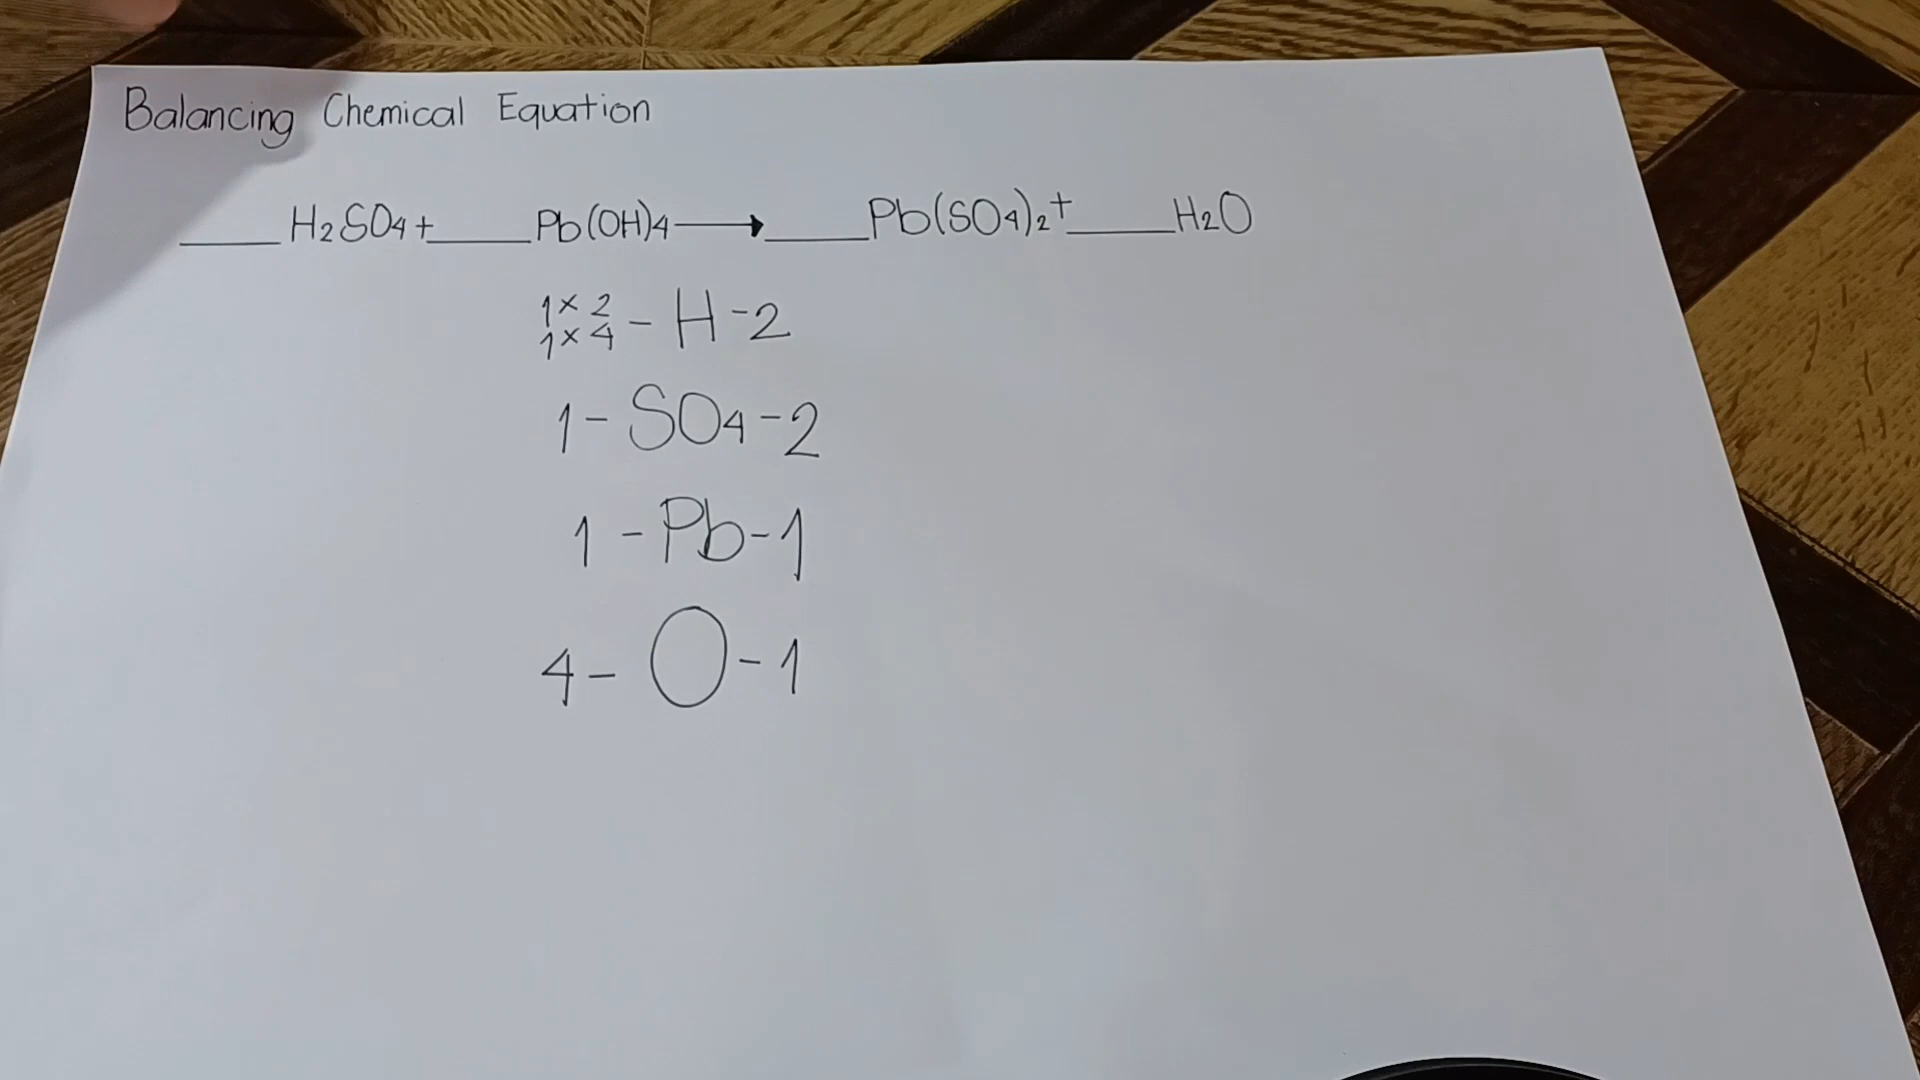 Balancing Chemical Equation
____ H2SO4 + ____ Pb(OH)4 → ____ Pb(SO4)2 + ____ H2O
1 x 2
1 x 4 - H - 2
1 - SO4 - 2
1 - Pb - 1
4 - O - 1